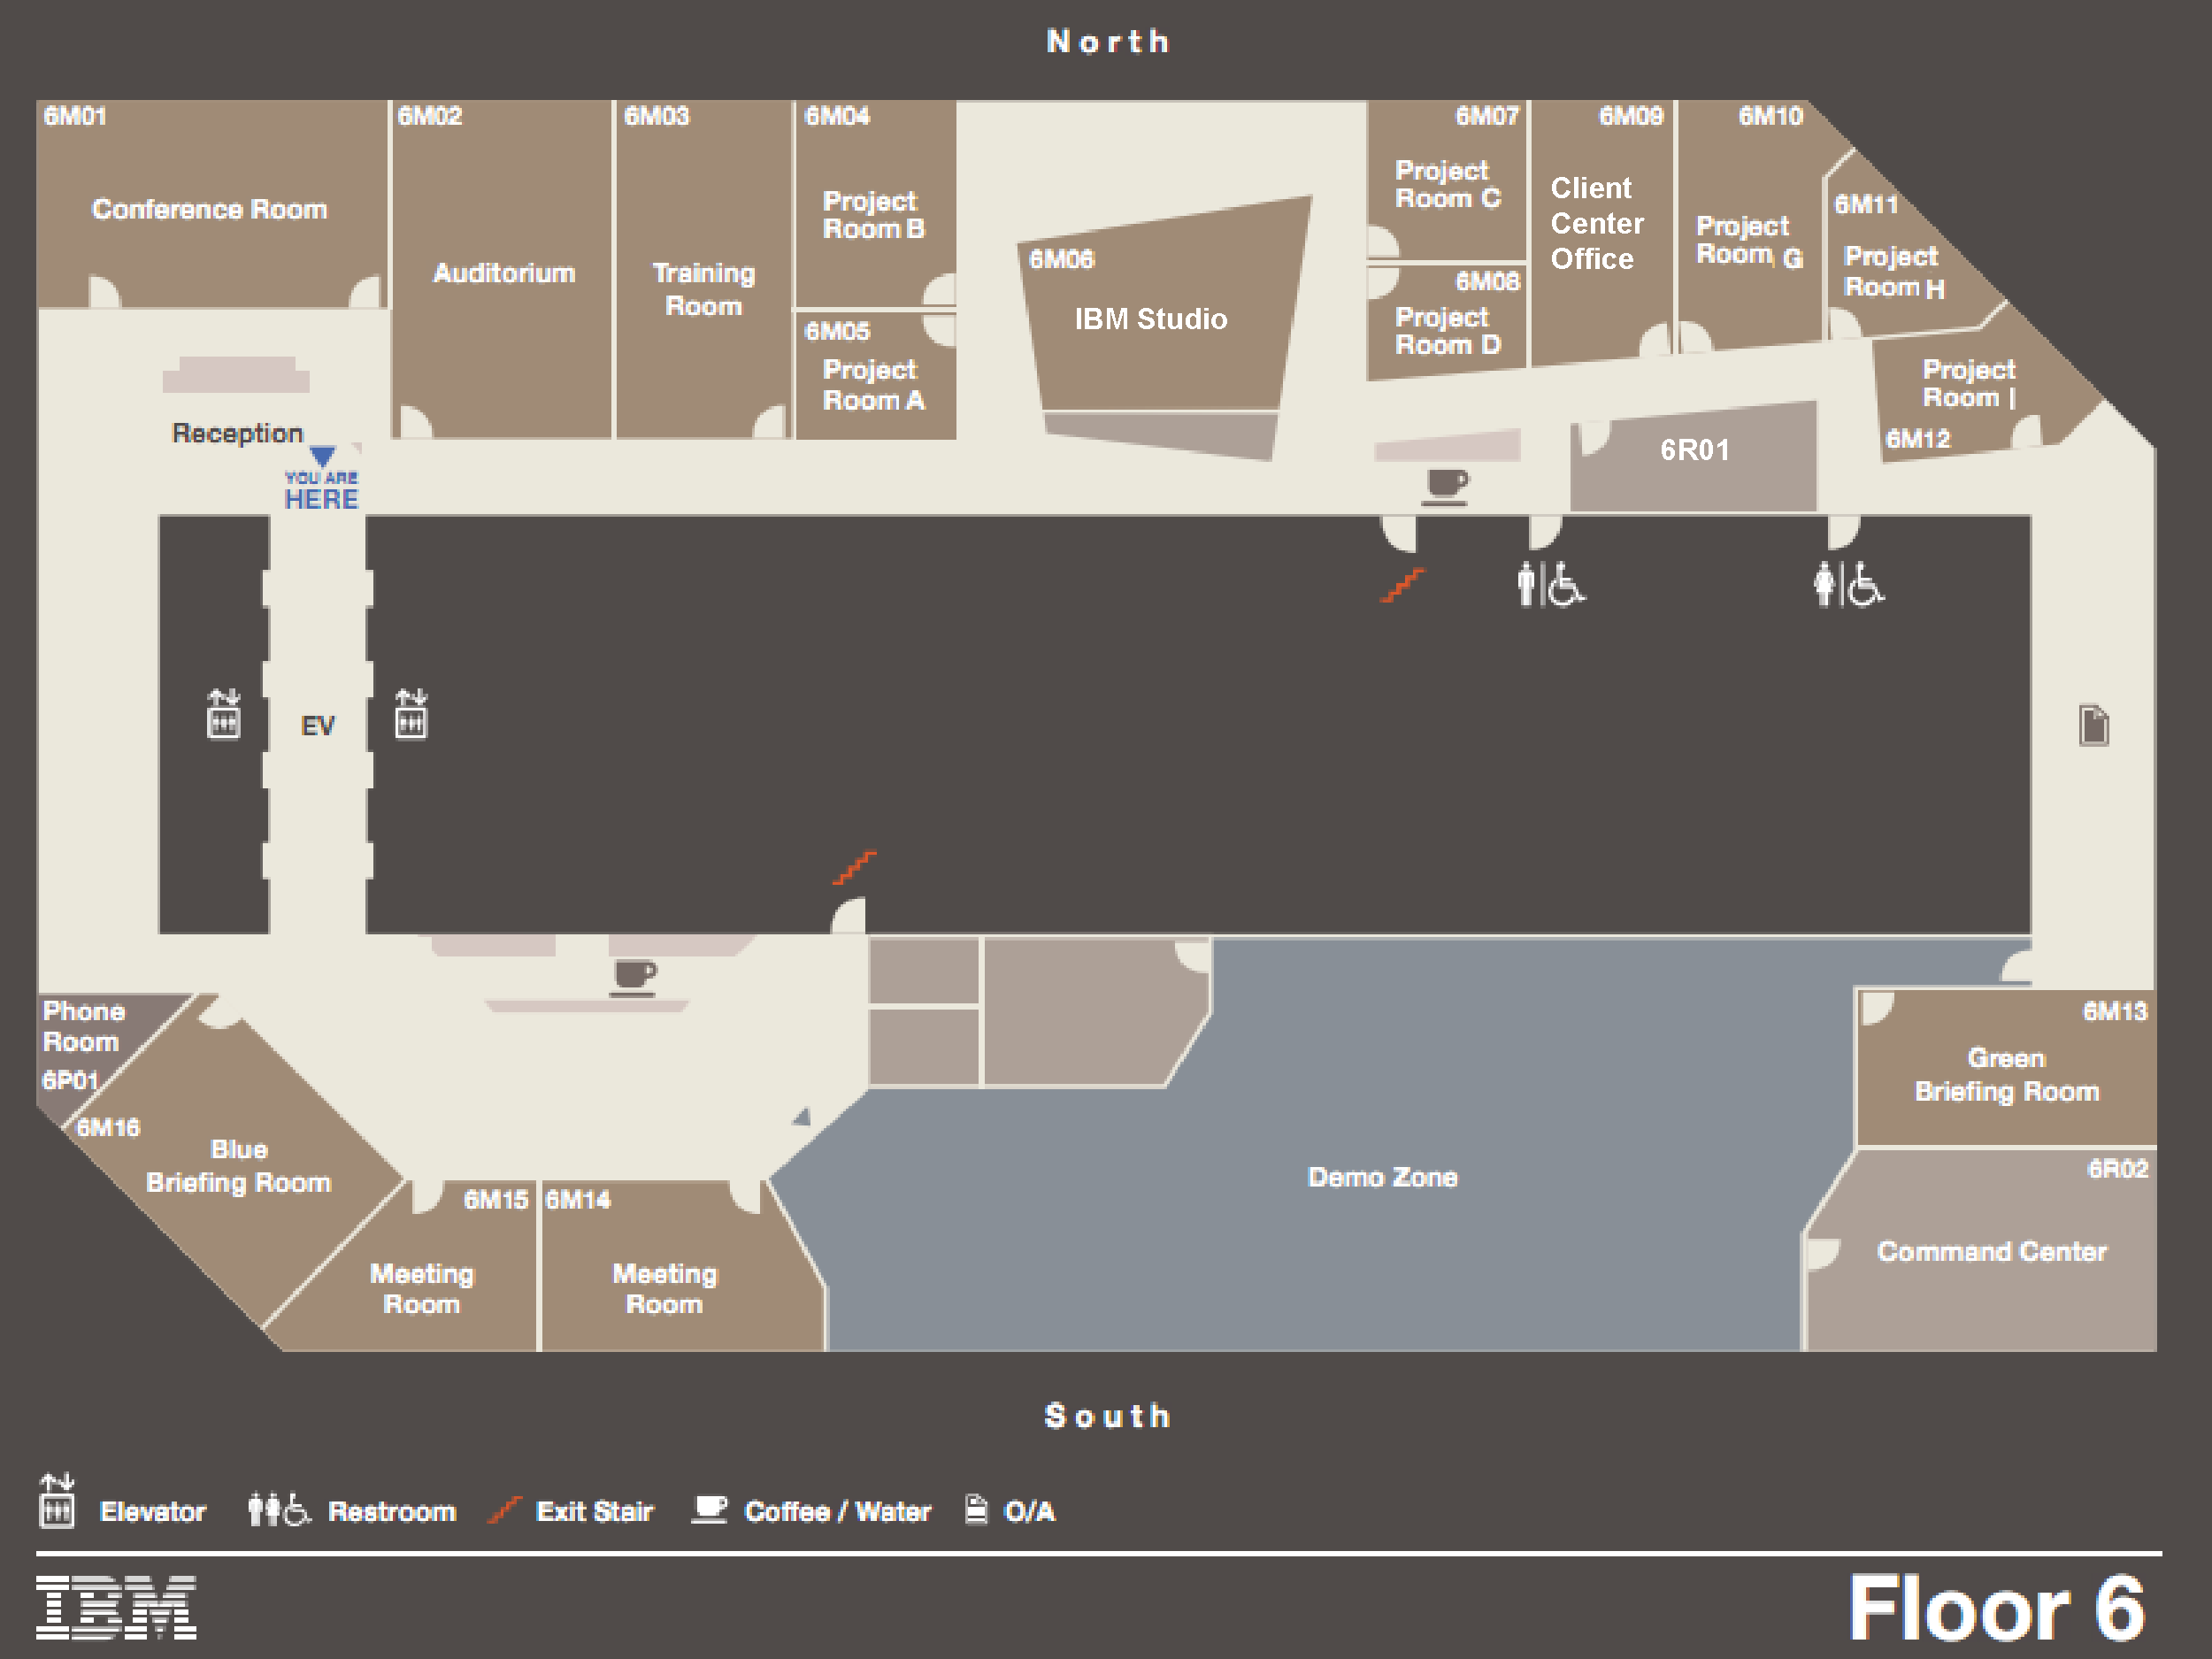 North
6M01
Conference Room
6M02
Auditorium
6M03
Training
Room
6M04
Project
Room B
6M05
Project
Room A
6M06
IBM Studio
6M07
Project
Room C
6M08
Project
Room D
6M09
Client
Center
Office
6M10
Project
Room G
6M11
Project
Room H
Project
Room I
6M12
6R01
Reception
YOU ARE
HERE
EV
Phone
Room
6P01
6M16
Blue
Briefing Room
6M15
Meeting
Room
6M14
Meeting
Room
Demo Zone
6M13
Green
Briefing Room
6R02
Command Center
South
Elevator
Restroom
Exit Stair
Coffee / Water
O/A
IBM
Floor 6